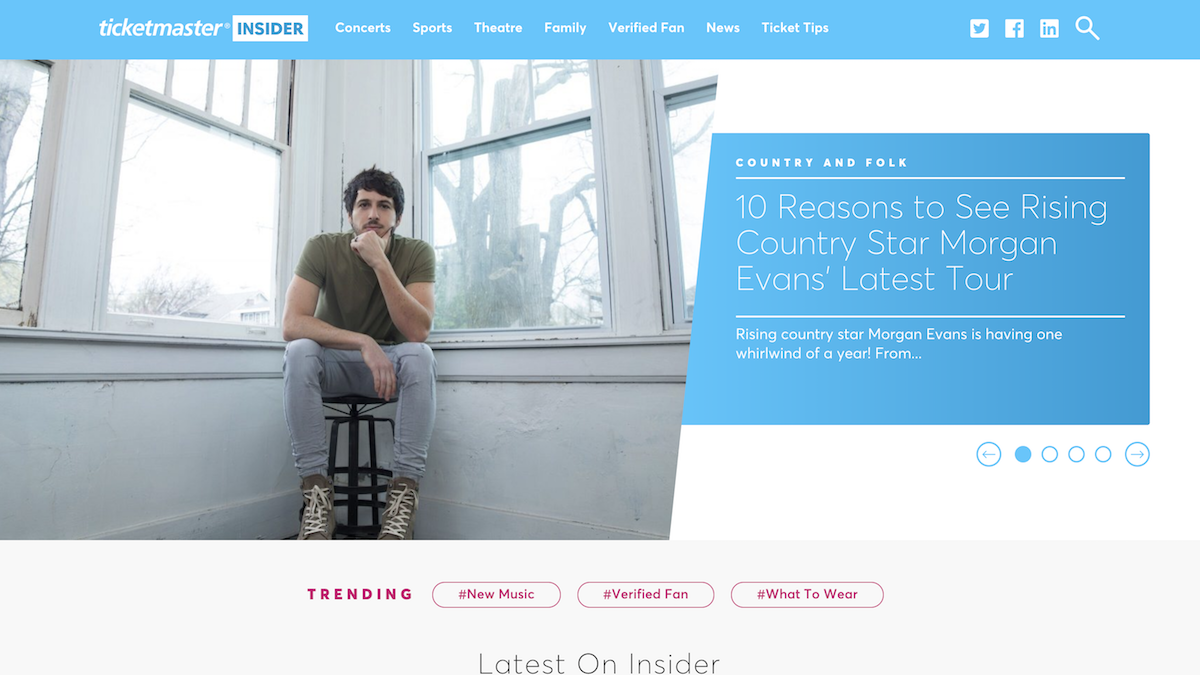 ticketmaster® INSIDER Concerts Sports Theatre Family Verified Fan News Ticket Tips
COUNTRY AND FOLK
10 Reasons to See Rising
Country Star Morgan
Evans' Latest Tour
Rising country star Morgan Evans is having one
whirlwind of a year! From...
TRENDING #New Music #Verified Fan #What To Wear
Latest On Insider